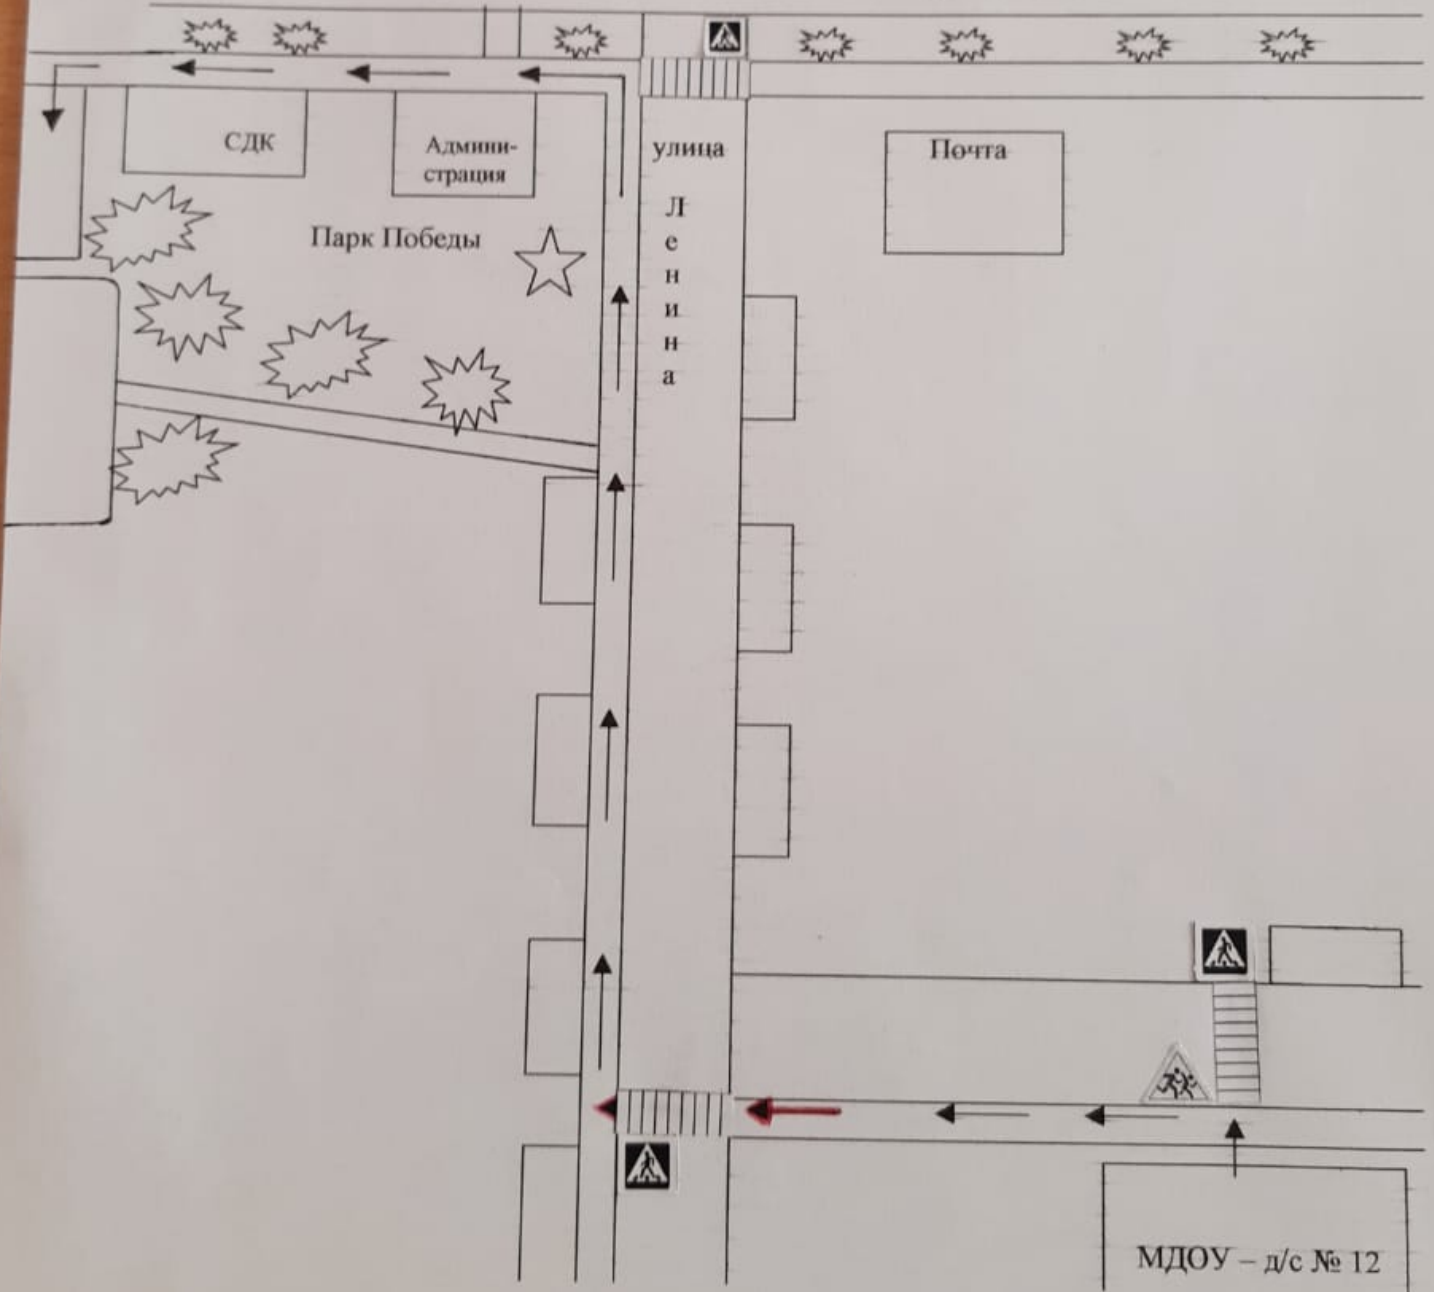 СДК
Админи-
страция
улица
Почта
Л
е
н
и
н
а
Парк Победы
МДОУ – д/с № 12